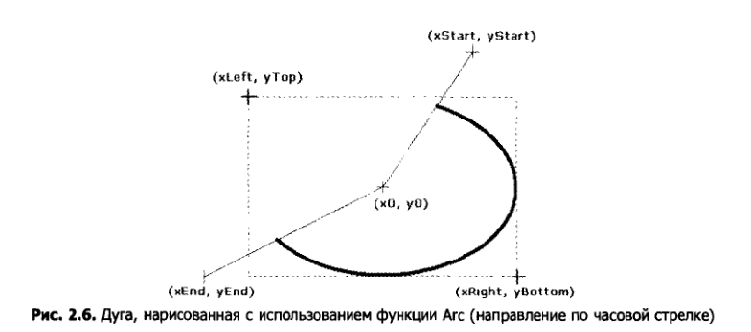 (xStart, yStart)
(xLeft, yTop)
(x0, y0)
(xEnd, yEnd)
(xRight, yBottom)
Рис. 2.6. Дуга, нарисованная с использованием функции Arc (направление по часовой стрелке)